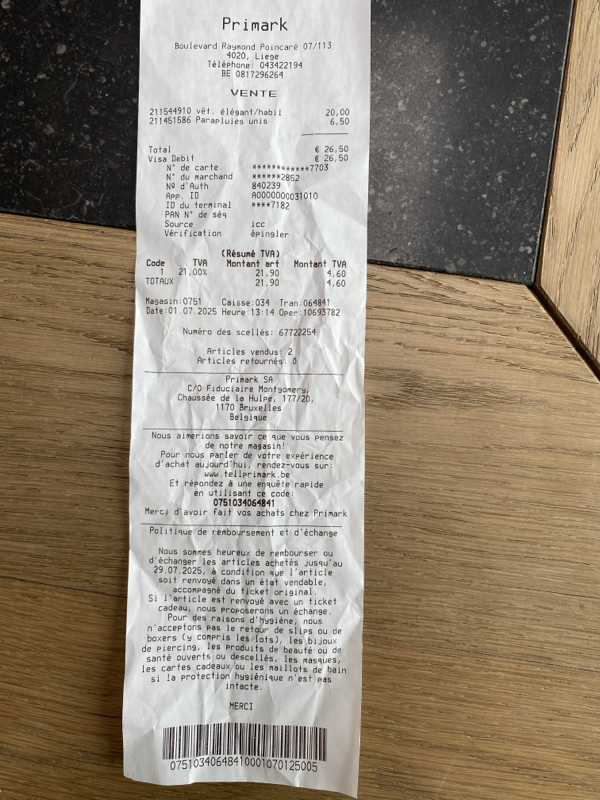 Primark
Boulevard Raymond Poincaré 07/113
4020, Liege
Téléphone: 043422194
BE 0817296264
VENTE
211544910 vêt. élégant/habil 20,00
211451586 Parapluies unis 6,50
Total € 26,50
Visa Debit € 26,50
N° de carte ************7703
N° du marchand ******2852
Nº d'Auth 840239
App. ID A0000000031010
ID du terminal ****7182
PAN N° de séq
Source icc
Vérification épingler
(Résumé TVA)
Code TVA Montant art Montant TVA
1 21,00% 21,90 4,60
TOTAUX 21,90 4,60
Magasin:0751 Caisse:034 Tran:064841
Date:01.07.2025 Heure:13:14 Oper:10693782
Numéro des scellés: 67722254
Articles vendus: 2
Articles retournés: 0
Primark SA
C/O Fiduciaire Montgomery,
Chaussée de la Hulpe, 177/20,
1170 Bruxelles
Belgique
Nous aimerions savoir ce que vous pensez
de notre magasin!
Pour nous parler de votre expérience
d'achat aujourd'hui, rendez-vous sur:
www.tellprimark.be
Et répondez à une enquête rapide
en utilisant ce code:
0751034064841
Merci d'avoir fait vos achats chez Primark
Politique de remboursement et d'échange
Nous sommes heureux de rembourser ou
d'échanger les articles achetés jusqu'au
29.07.2025, à condition que l'article
soit renvoyé dans un état vendable,
accompagné du ticket original.
Si l'article est renvoyé avec un ticket
cadeau, nous proposerons un échange.
Pour des raisons d'hygiène, nous
n'acceptons pas le retour de slips ou de
boxers (y compris les lots), les bijoux
de piercing, les produits de beauté ou de
santé ouverts ou descellés, les masques,
les cartes cadeaux ou les maillots de bain
si la protection hygiénique n'est pas
intacte.
MERCI
07510340648410001070125005